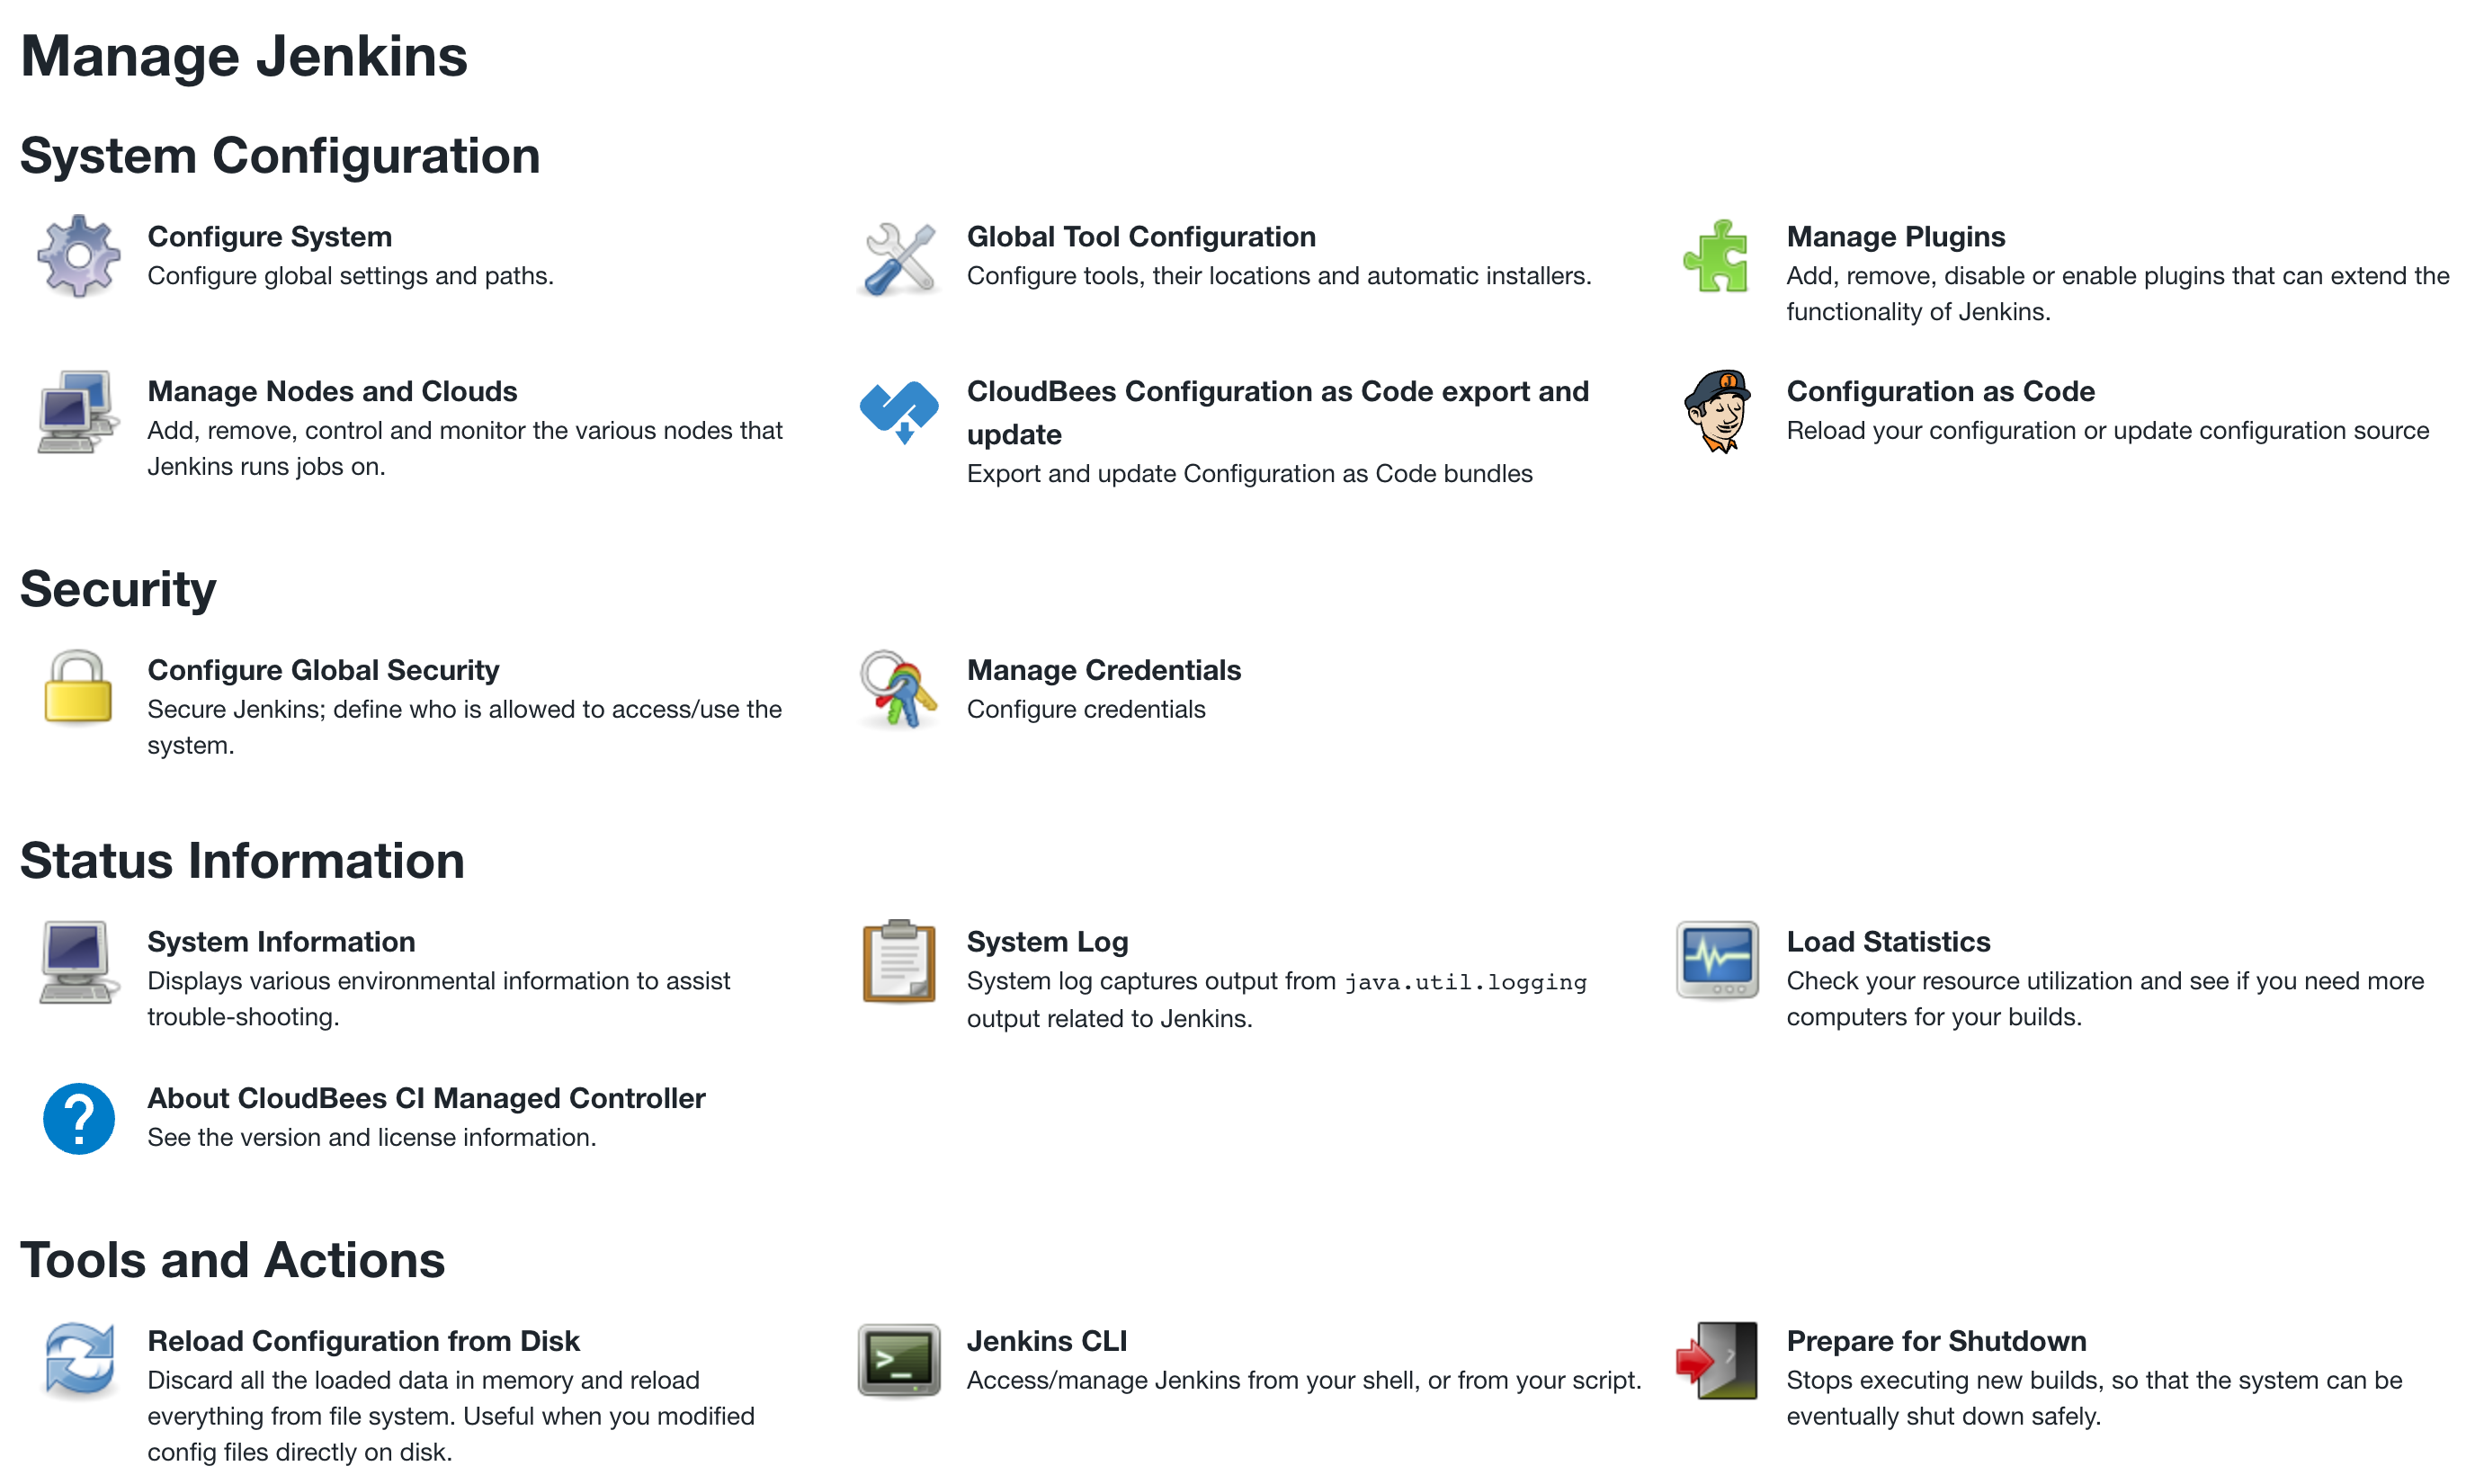 Manage Jenkins
System Configuration
Configure System
Configure global settings and paths.
Global Tool Configuration
Configure tools, their locations and automatic installers.
Manage Plugins
Add, remove, disable or enable plugins that can extend the
functionality of Jenkins.
Manage Nodes and Clouds
Add, remove, control and monitor the various nodes that
Jenkins runs jobs on.
CloudBees Configuration as Code export and
update
Export and update Configuration as Code bundles
Configuration as Code
Reload your configuration or update configuration source
Security
Configure Global Security
Secure Jenkins; define who is allowed to access/use the
system.
Manage Credentials
Configure credentials
Status Information
System Information
Displays various environmental information to assist
trouble-shooting.
System Log
System log captures output from java.util.logging
output related to Jenkins.
Load Statistics
Check your resource utilization and see if you need more
computers for your builds.
About CloudBees CI Managed Controller
See the version and license information.
Tools and Actions
Reload Configuration from Disk
Discard all the loaded data in memory and reload
everything from file system. Useful when you modified
config files directly on disk.
Jenkins CLI
Access/manage Jenkins from your shell, or from your script.
Prepare for Shutdown
Stops executing new builds, so that the system can be
eventually shut down safely.